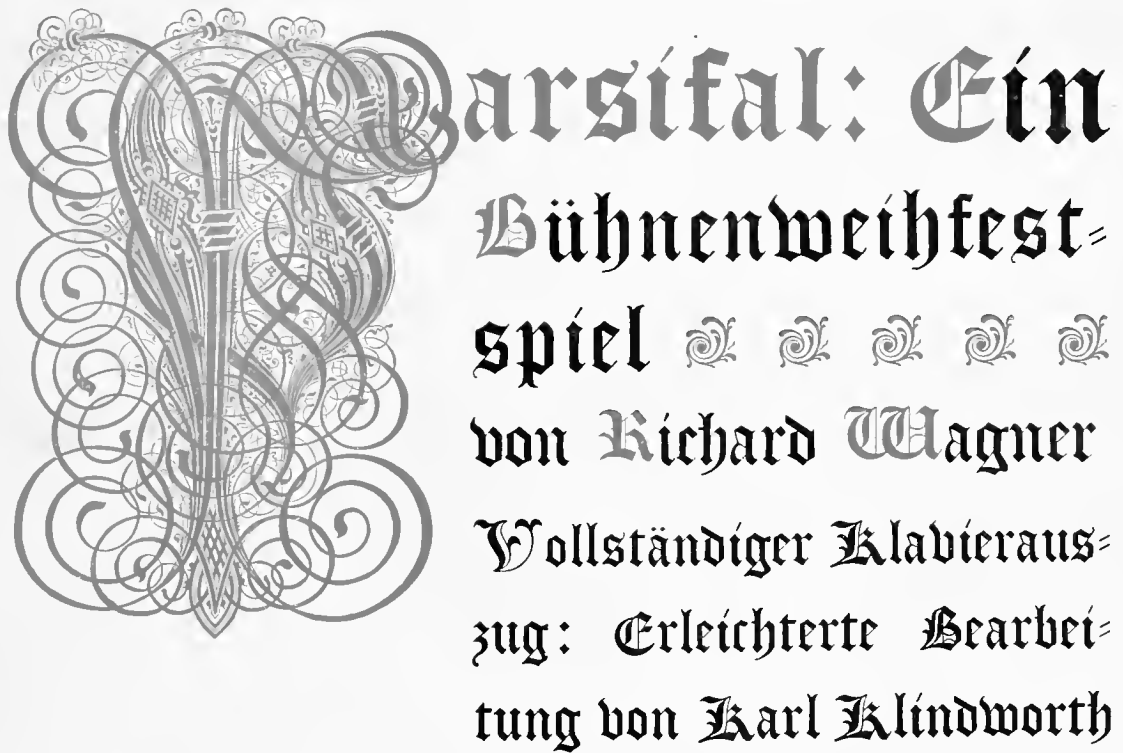 Parsifal: Ein
Bühnenweihfest-
spiel
von Richard Wagner
Vollständiger Klavieraus-
zug: Erleichterte Bearbei-
tung von Karl Klindworth